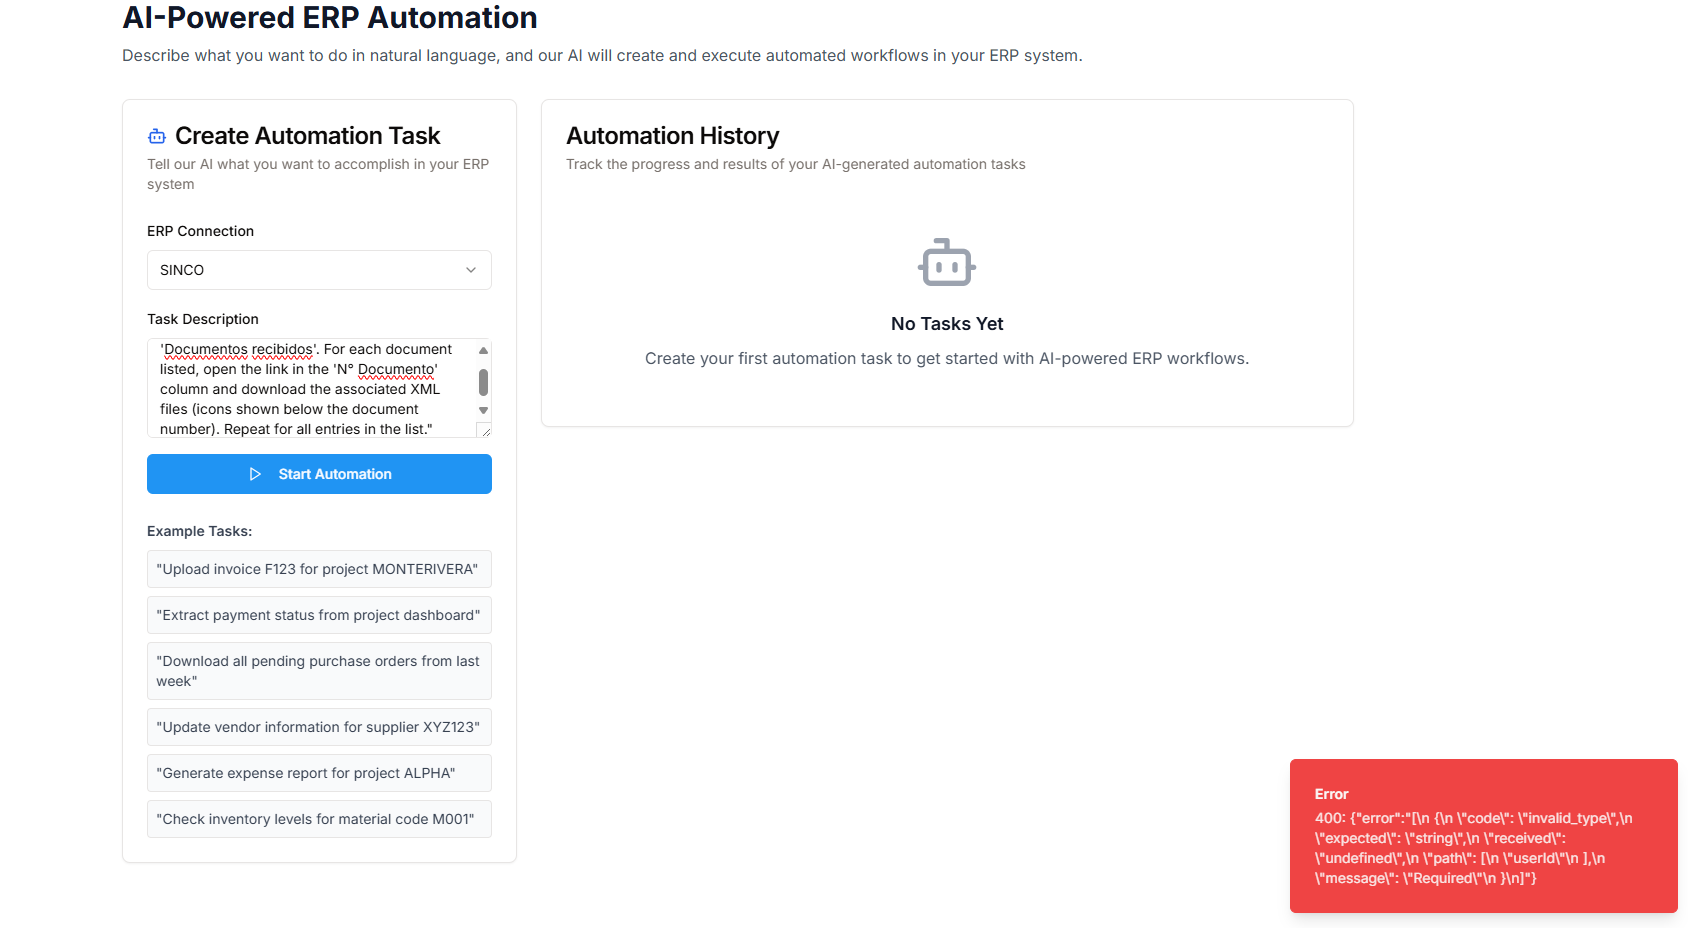 AI-Powered ERP Automation
Describe what you want to do in natural language, and our AI will create and execute automated workflows in your ERP system.
Create Automation Task
Tell our AI what you want to accomplish in your ERP
system
ERP Connection
SINCO
Task Description
'Documentos recibidos'. For each document
listed, open the link in the 'N° Documento'
column and download the associated XML
files (icons shown below the document
number). Repeat for all entries in the list."
Start Automation
Example Tasks:
"Upload invoice F123 for project MONTERIVERA"
"Extract payment status from project dashboard"
"Download all pending purchase orders from last
week"
"Update vendor information for supplier XYZ123"
"Generate expense report for project ALPHA"
"Check inventory levels for material code M001"
Automation History
Track the progress and results of your AI-generated automation tasks
No Tasks Yet
Create your first automation task to get started with AI-powered ERP workflows.
Error
400: {"error":"[\n {\n \"code\": \"invalid_type\",\n
\"expected\": \"string\",\n \"received\":
\"undefined\",\n \"path\": [\n \"userId\"\n ],\n
\"message\": \"Required\"\n }\n]"}